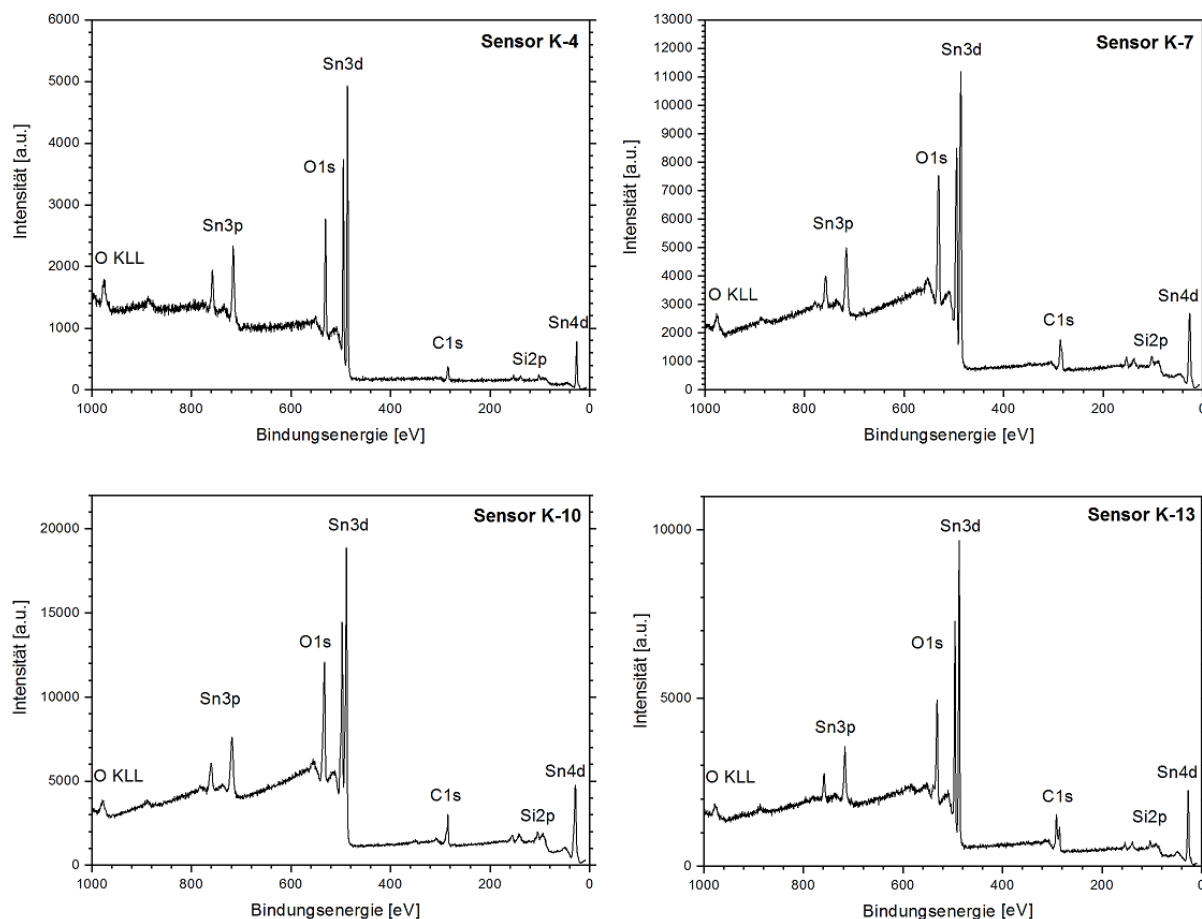 Sensor K-4
Sn3d
O1s
Sn3p
O KLL
C1s
Si2p
Sn4d
6000
5000
4000
3000
2000
1000
0
Intensität [a.u.]
1000 800 600 400 200 0
Bindungsenergie [eV]
Sensor K-7
Sn3d
O1s
Sn3p
O KLL
C1s
Si2p
Sn4d
13000
12000
11000
10000
9000
8000
7000
6000
5000
4000
3000
2000
1000
0
Intensität [a.u.]
1000 800 600 400 200 0
Bindungsenergie [eV]
Sensor K-10
Sn3d
O1s
Sn3p
O KLL
C1s
Si2p
Sn4d
20000
15000
10000
5000
0
Intensität [a.u.]
1000 800 600 400 200 0
Bindungsenergie [eV]
Sensor K-13
Sn3d
O1s
Sn3p
O KLL
C1s
Si2p
Sn4d
10000
5000
0
Intensität [a.u.]
1000 800 600 400 200 0
Bindungsenergie [eV]